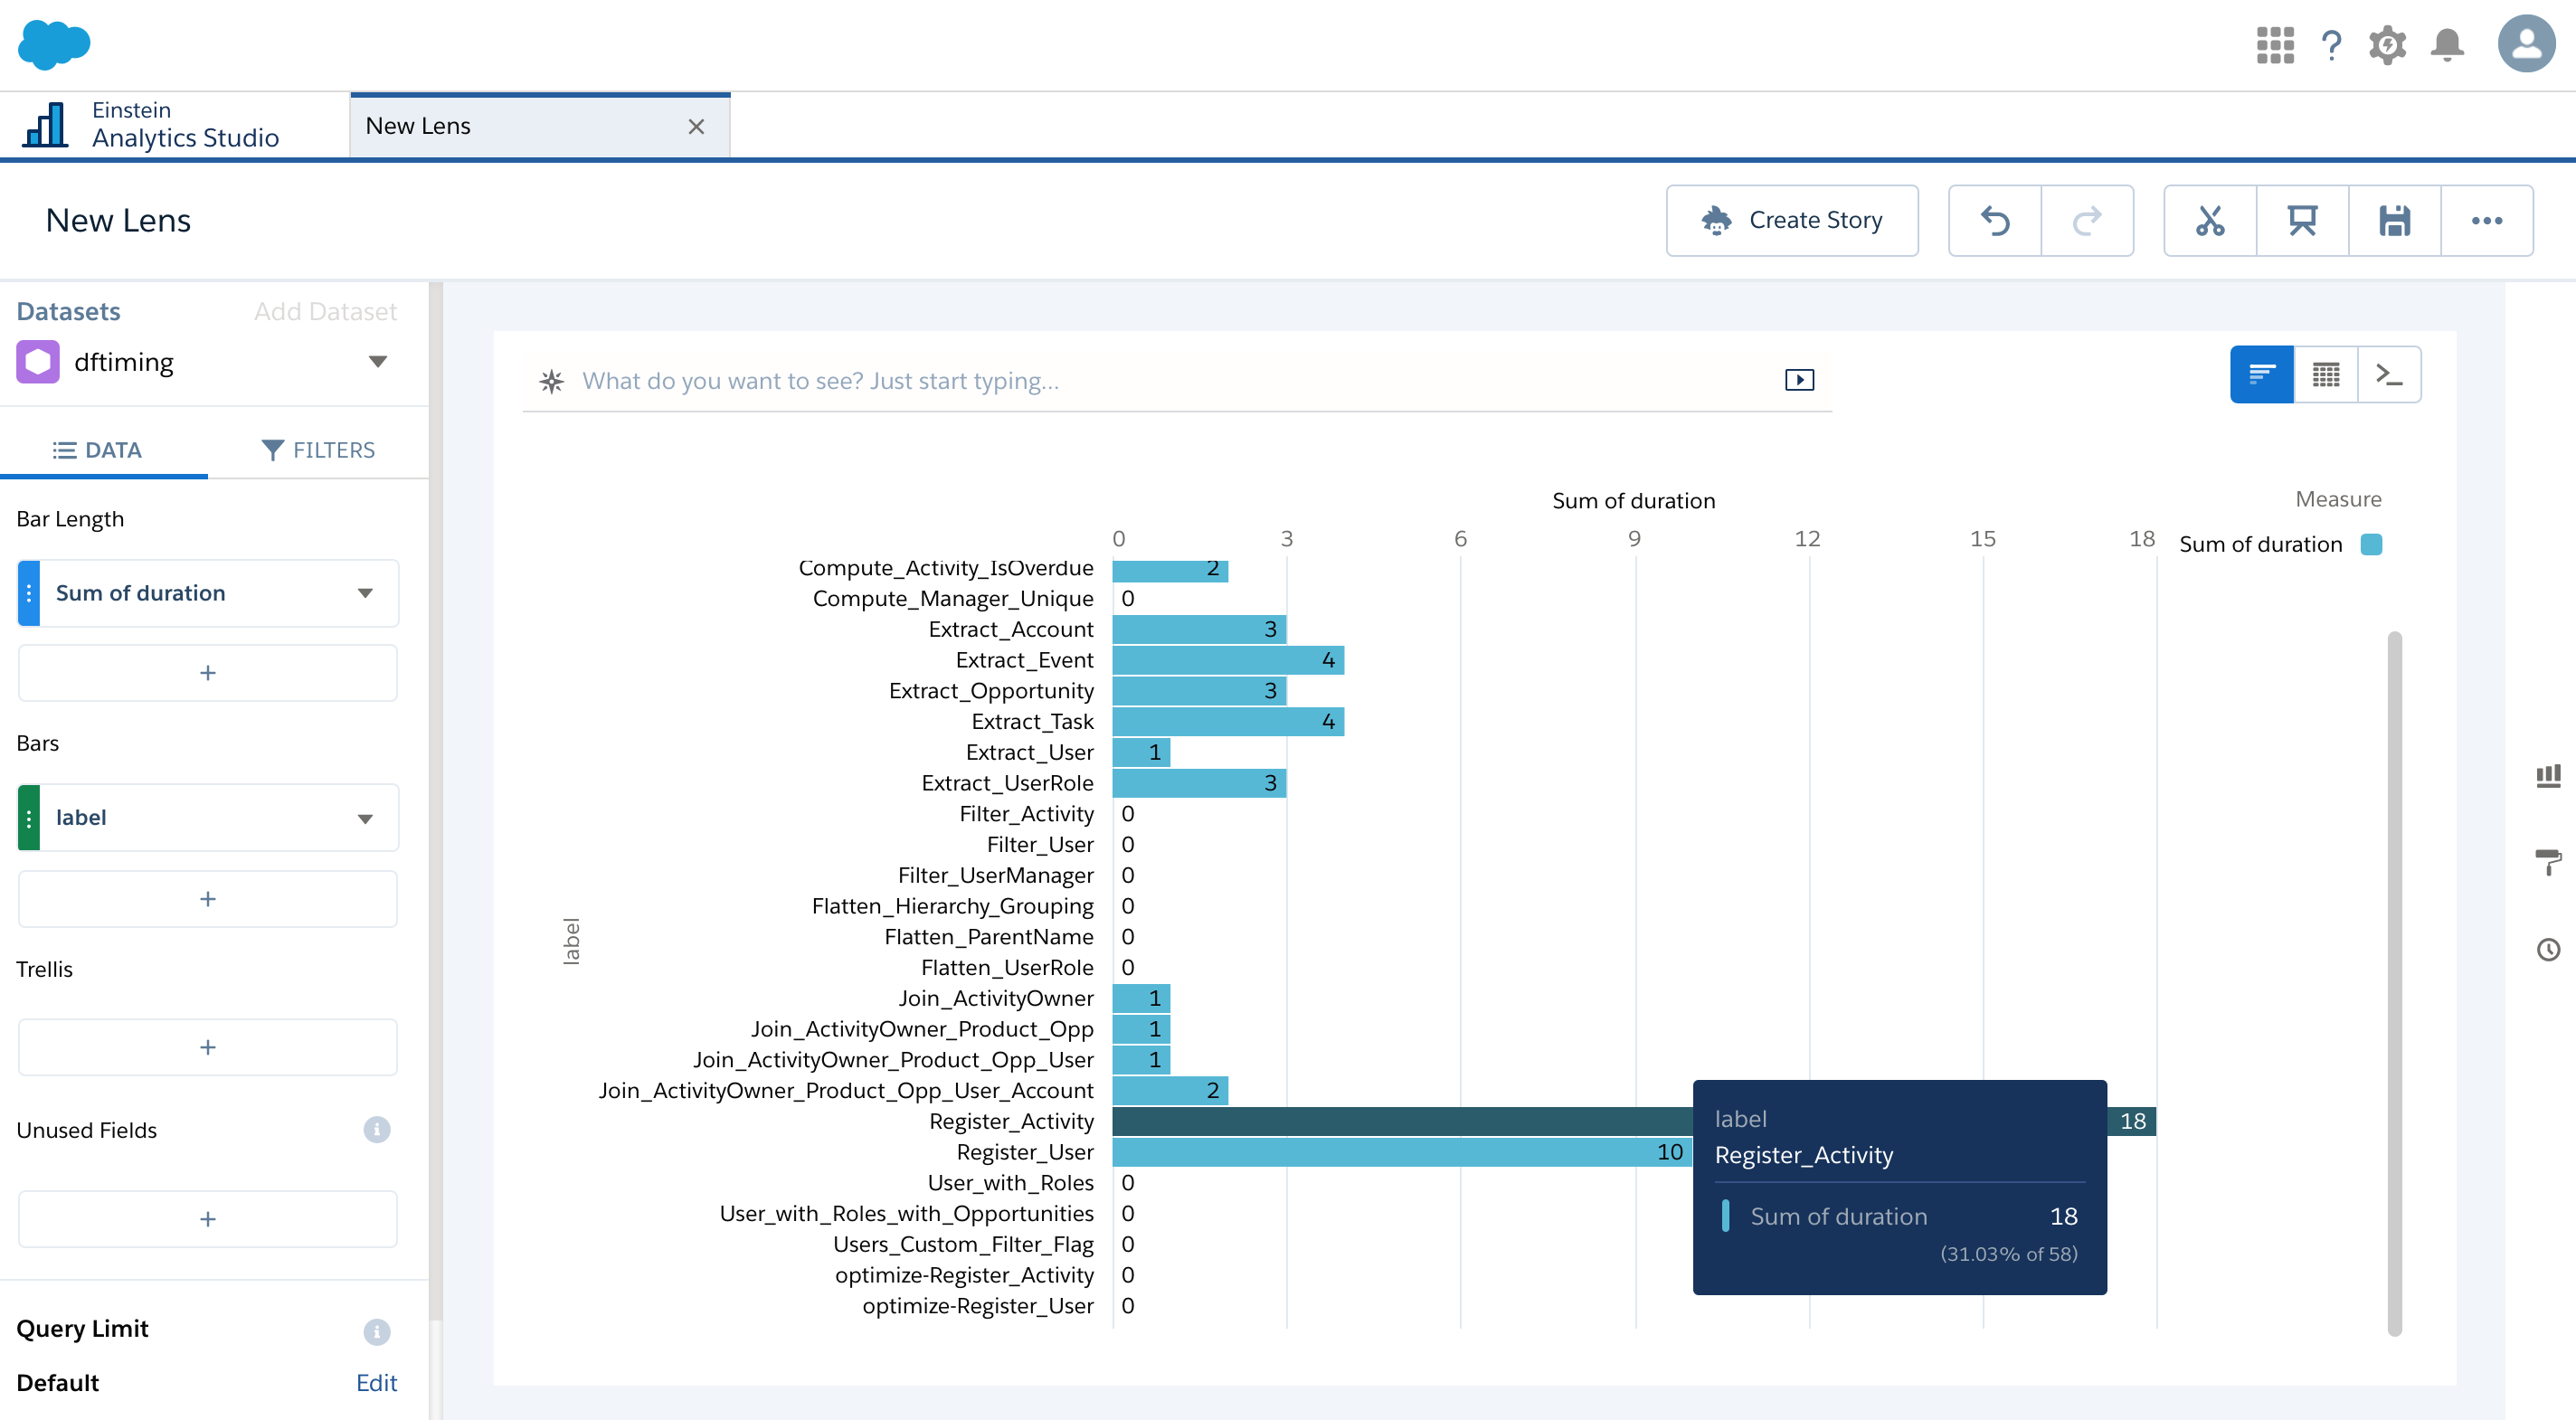 Einstein
Analytics Studio
New Lens
New Lens
Create Story
Datasets
Add Dataset
dftiming
DATA
FILTERS
Bar Length
Sum of duration
+
Bars
label
+
Trellis
+
Unused Fields
+
Query Limit
Default
Edit
What do you want to see? Just start typing...
Sum of duration
Measure
Sum of duration
0 3 6 9 12 15 18
label
Compute_Activity_IsOverdue 2
Compute_Manager_Unique 0
Extract_Account 3
Extract_Event 4
Extract_Opportunity 3
Extract_Task 4
Extract_User 1
Extract_UserRole 3
Filter_Activity 0
Filter_User 0
Filter_UserManager 0
Flatten_Hierarchy_Grouping 0
Flatten_ParentName 0
Flatten_UserRole 0
Join_ActivityOwner 1
Join_ActivityOwner_Product_Opp 1
Join_ActivityOwner_Product_Opp_User 1
Join_ActivityOwner_Product_Opp_User_Account 2
Register_Activity 18
Register_User 10
User_with_Roles 0
User_with_Roles_with_Opportunities 0
Users_Custom_Filter_Flag 0
optimize-Register_Activity 0
optimize-Register_User 0
label
Register_Activity
Sum of duration 18
(31.03% of 58)